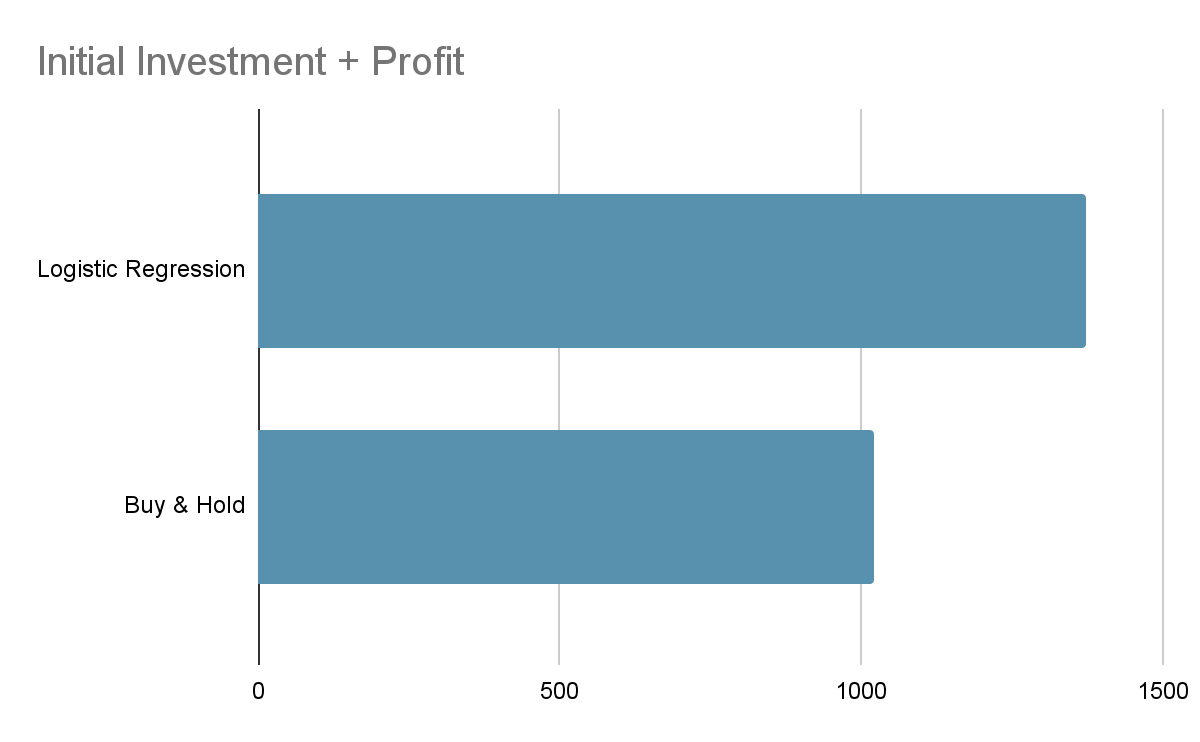 Initial Investment + Profit
Logistic Regression
Buy & Hold
0
500
1000
1500